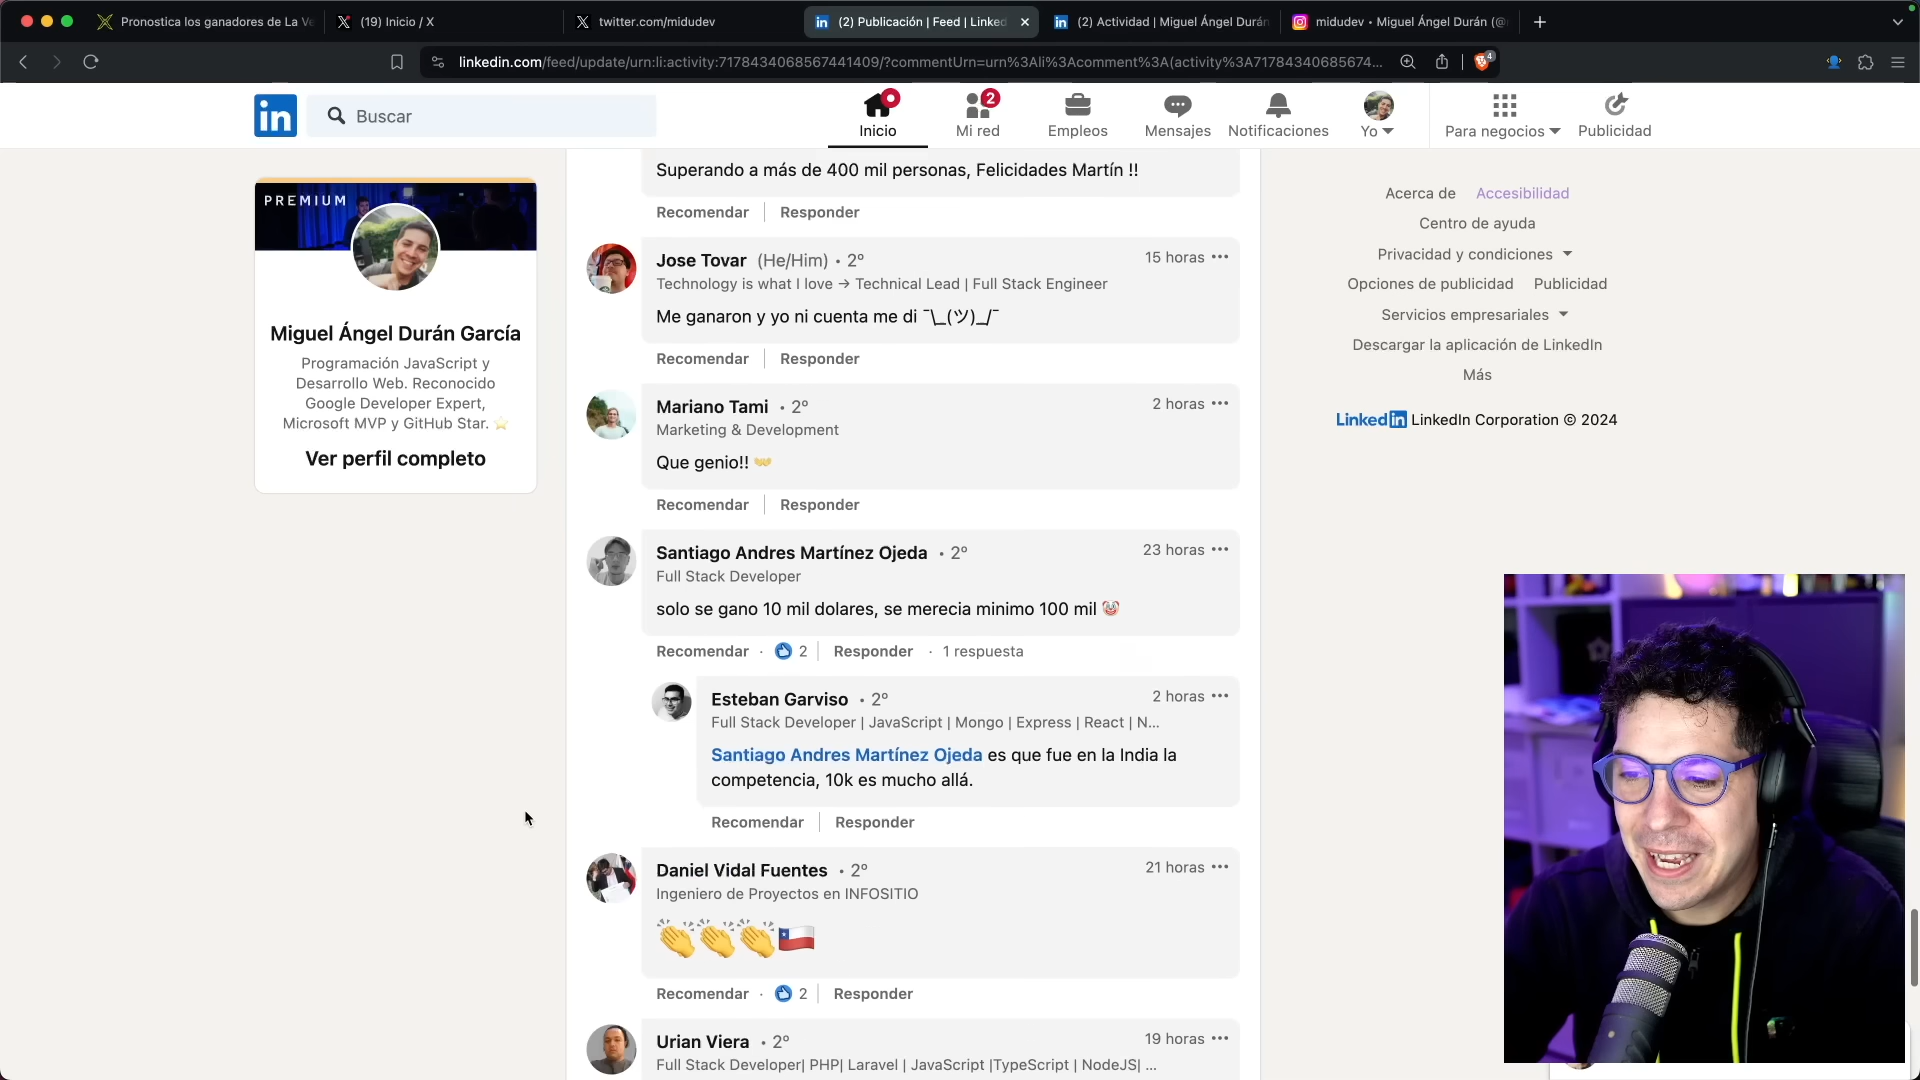 Pronostica los ganadores de La Ve
(19) Inicio / X
twitter.com/midudev
(2) Publicación | Feed | Linked
(2) Actividad | Miguel Ángel Durán
midudev • Miguel Ángel Durán (@
linkedin.com/feed/update/urn:li:activity:7178434068567441409/?commentUrn=urn%3Ali%3Acomment%3A(activity%3A71784340685674...
4
in
Buscar
Inicio
2
Mi red
Empleos
Mensajes
Notificaciones
Yo
Para negocios
Publicidad
PREMIUM
Miguel Ángel Durán García
Programación JavaScript y
Desarrollo Web. Reconocido
Google Developer Expert,
Microsoft MVP y GitHub Star. ⭐
Ver perfil completo
Superando a más de 400 mil personas, Felicidades Martín !!
Recomendar | Responder
Jose Tovar (He/Him) • 2º
15 horas •••
Technology is what I love → Technical Lead | Full Stack Engineer
Me ganaron y yo ni cuenta me di ¯\_(ツ)_/¯
Recomendar | Responder
Mariano Tami • 2º
2 horas •••
Marketing & Development
Que genio!! 👐
Recomendar | Responder
Santiago Andres Martínez Ojeda • 2º
23 horas •••
Full Stack Developer
solo se gano 10 mil dolares, se merecia minimo 100 mil 🤡
Recomendar · 2 | Responder · 1 respuesta
Esteban Garviso • 2º
2 horas •••
Full Stack Developer | JavaScript | Mongo | Express | React | N...
Santiago Andres Martínez Ojeda es que fue en la India la
competencia, 10k es mucho allá.
Recomendar | Responder
Daniel Vidal Fuentes • 2º
21 horas •••
Ingeniero de Proyectos en INFOSITIO
👏👏👏🇨🇱
Recomendar · 2 | Responder
Urian Viera • 2º
19 horas •••
Full Stack Developer| PHP| Laravel | JavaScript |TypeScript | NodeJS| ...
Acerca de
Accesibilidad
Centro de ayuda
Privacidad y condiciones
Opciones de publicidad
Publicidad
Servicios empresariales
Descargar la aplicación de LinkedIn
Más
LinkedIn LinkedIn Corporation © 2024